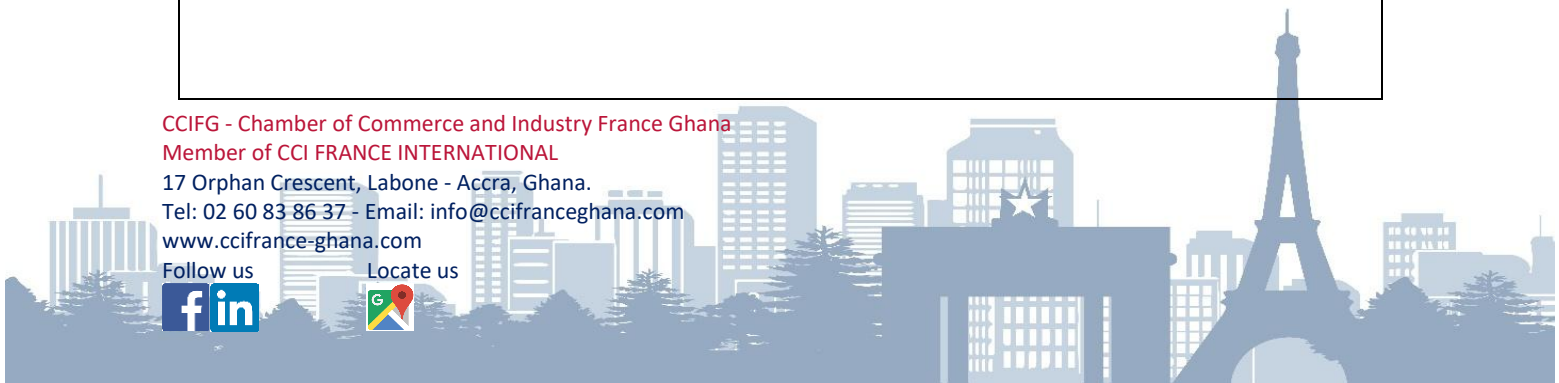 CCIFG - Chamber of Commerce and Industry France Ghana
Member of CCI FRANCE INTERNATIONAL
17 Orphan Crescent, Labone - Accra, Ghana.
Tel: 02 60 83 86 37 - Email: info@ccifranceghana.com
www.ccifrance-ghana.com
Follow us Locate us
f in G